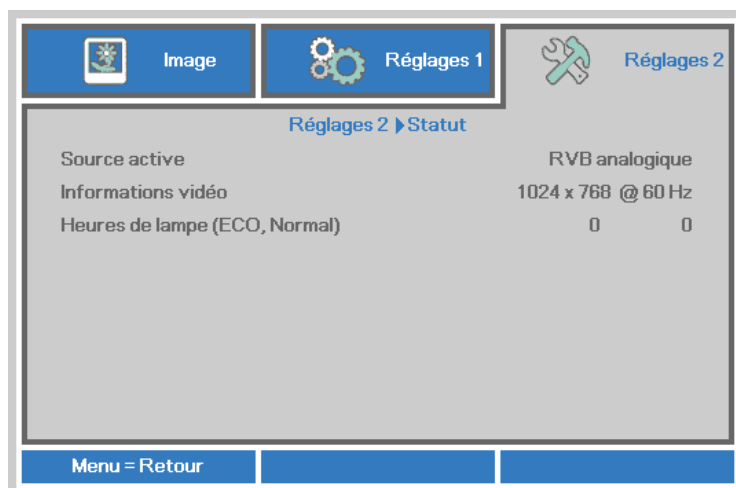 Image Réglages 1 Réglages 2
Réglages 2 ▶ Statut
Source active RVB analogique
Informations vidéo 1024 x 768 @ 60 Hz
Heures de lampe (ECO, Normal) 0 0
Menu = Retour